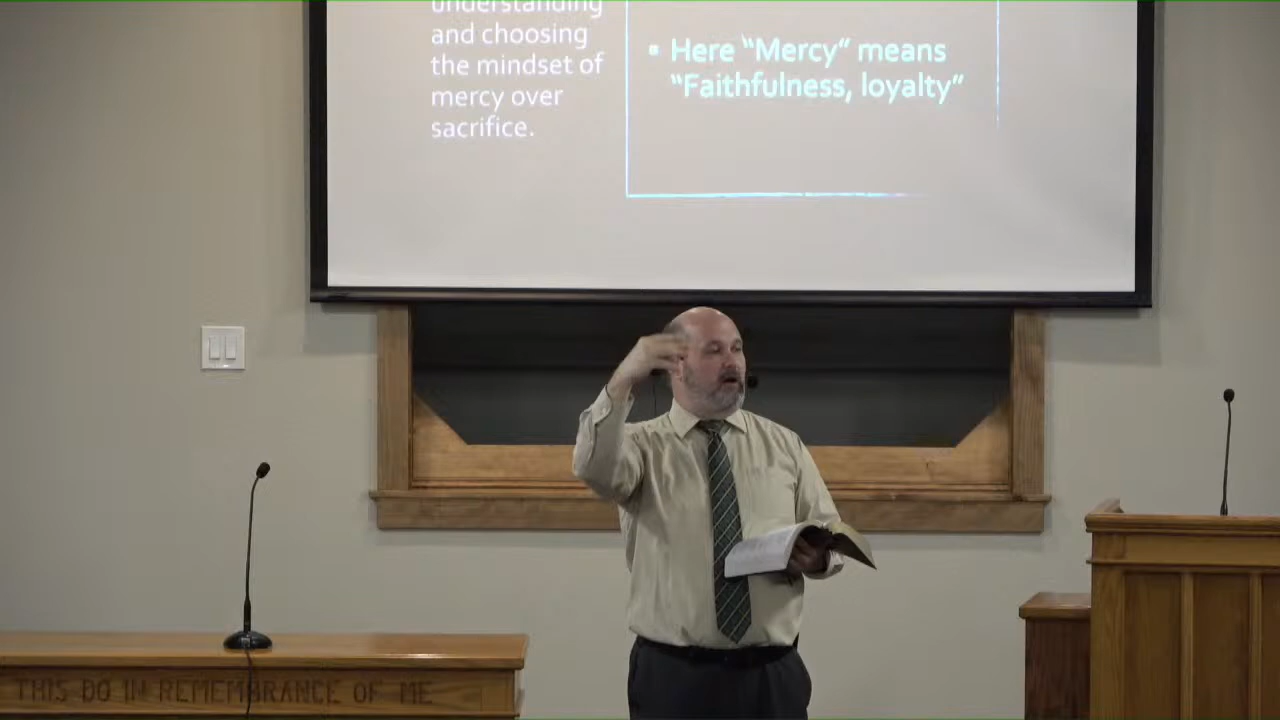 understanding
and choosing
the mindset of
mercy over
sacrifice.
▪ Here “Mercy” means
“Faithfulness, loyalty”
THIS DO IN REMEMBRANCE OF ME